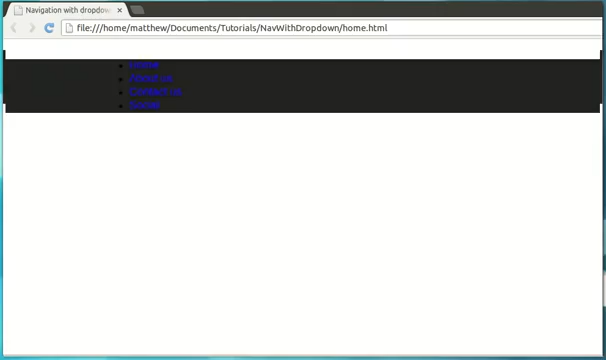 Navigation with dropdow
file:///home/matthew/Documents/Tutorials/NavWithDropdown/home.html
Home
About us
Contact us
Social